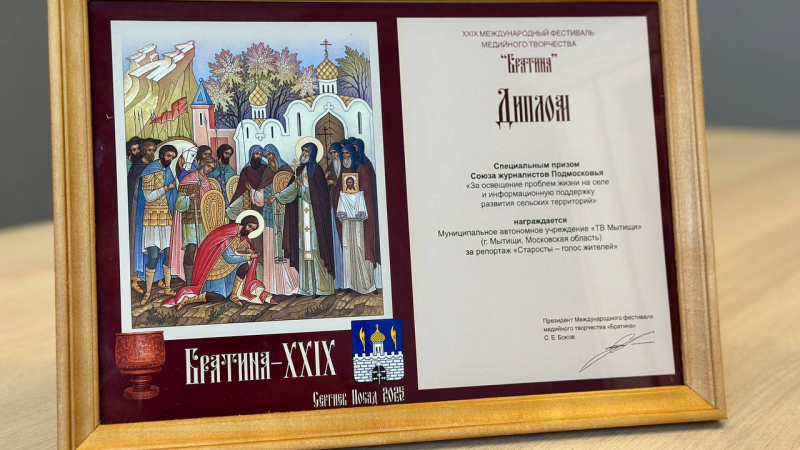 XXIX МЕЖДУНАРОДНЫЙ ФЕСТИВАЛЬ
МЕДИЙНОГО ТВОРЧЕСТВА
"Братина"
Диплом
Специальным призом
Союза журналистов Подмосковья
«За освещение проблем жизни на селе
и информационную поддержку
развития сельских территорий»
награждается
Муниципальное автономное учреждение «ТВ Мытищи»
(г. Мытищи, Московская область)
за репортаж «Старосты – голос жителей»
Президент Международного фестиваля
медийного творчества «Братина»
С. Е. Боков
Братина-XXIX
Сергиев Посад 2025